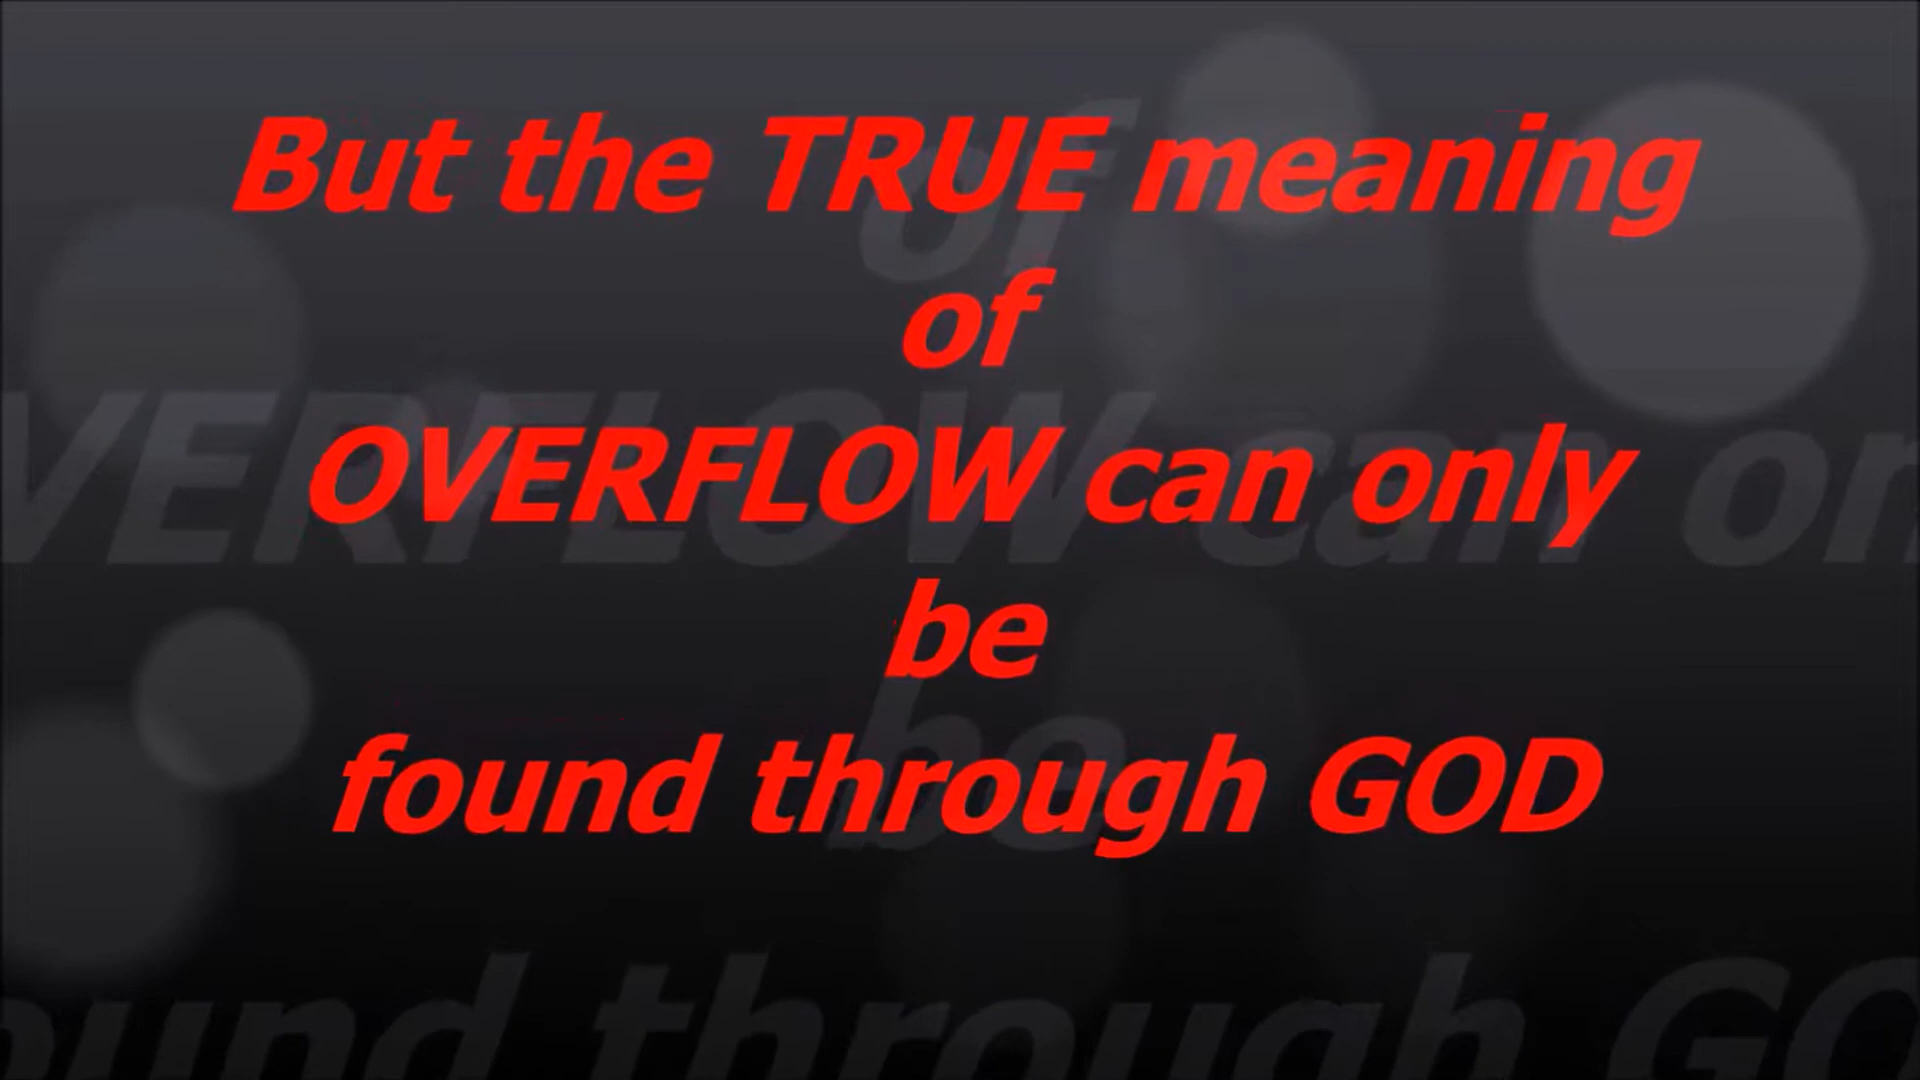 But the TRUE meaning
of
OVERFLOW can only
be
found through GOD